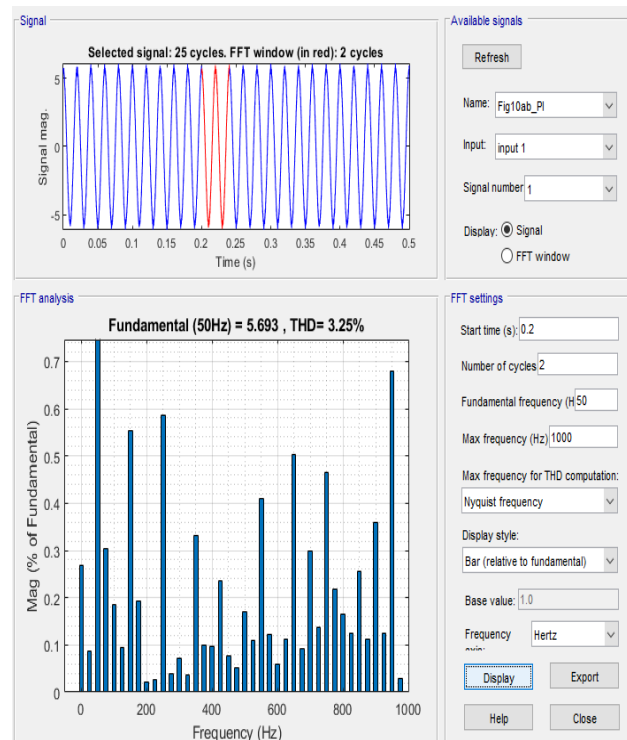 Signal
Selected signal: 25 cycles. FFT window (in red): 2 cycles
Signal mag.
5
0
-5
0 0.05 0.1 0.15 0.2 0.25 0.3 0.35 0.4 0.45 0.5
Time (s)
Available signals
Refresh
Name: Fig10ab_PI
Input: input 1
Signal number 1
Display: Signal
FFT window
FFT analysis
Fundamental (50Hz) = 5.693 , THD= 3.25%
Mag (% of Fundamental)
0.7
0.6
0.5
0.4
0.3
0.2
0.1
0
0 200 400 600 800 1000
Frequency (Hz)
FFT settings
Start time (s): 0.2
Number of cycles 2
Fundamental frequency (H 50
Max frequency (Hz) 1000
Max frequency for THD computation:
Nyquist frequency
Display style:
Bar (relative to fundamental)
Base value: 1.0
Frequency Hertz
Display Export
Help Close